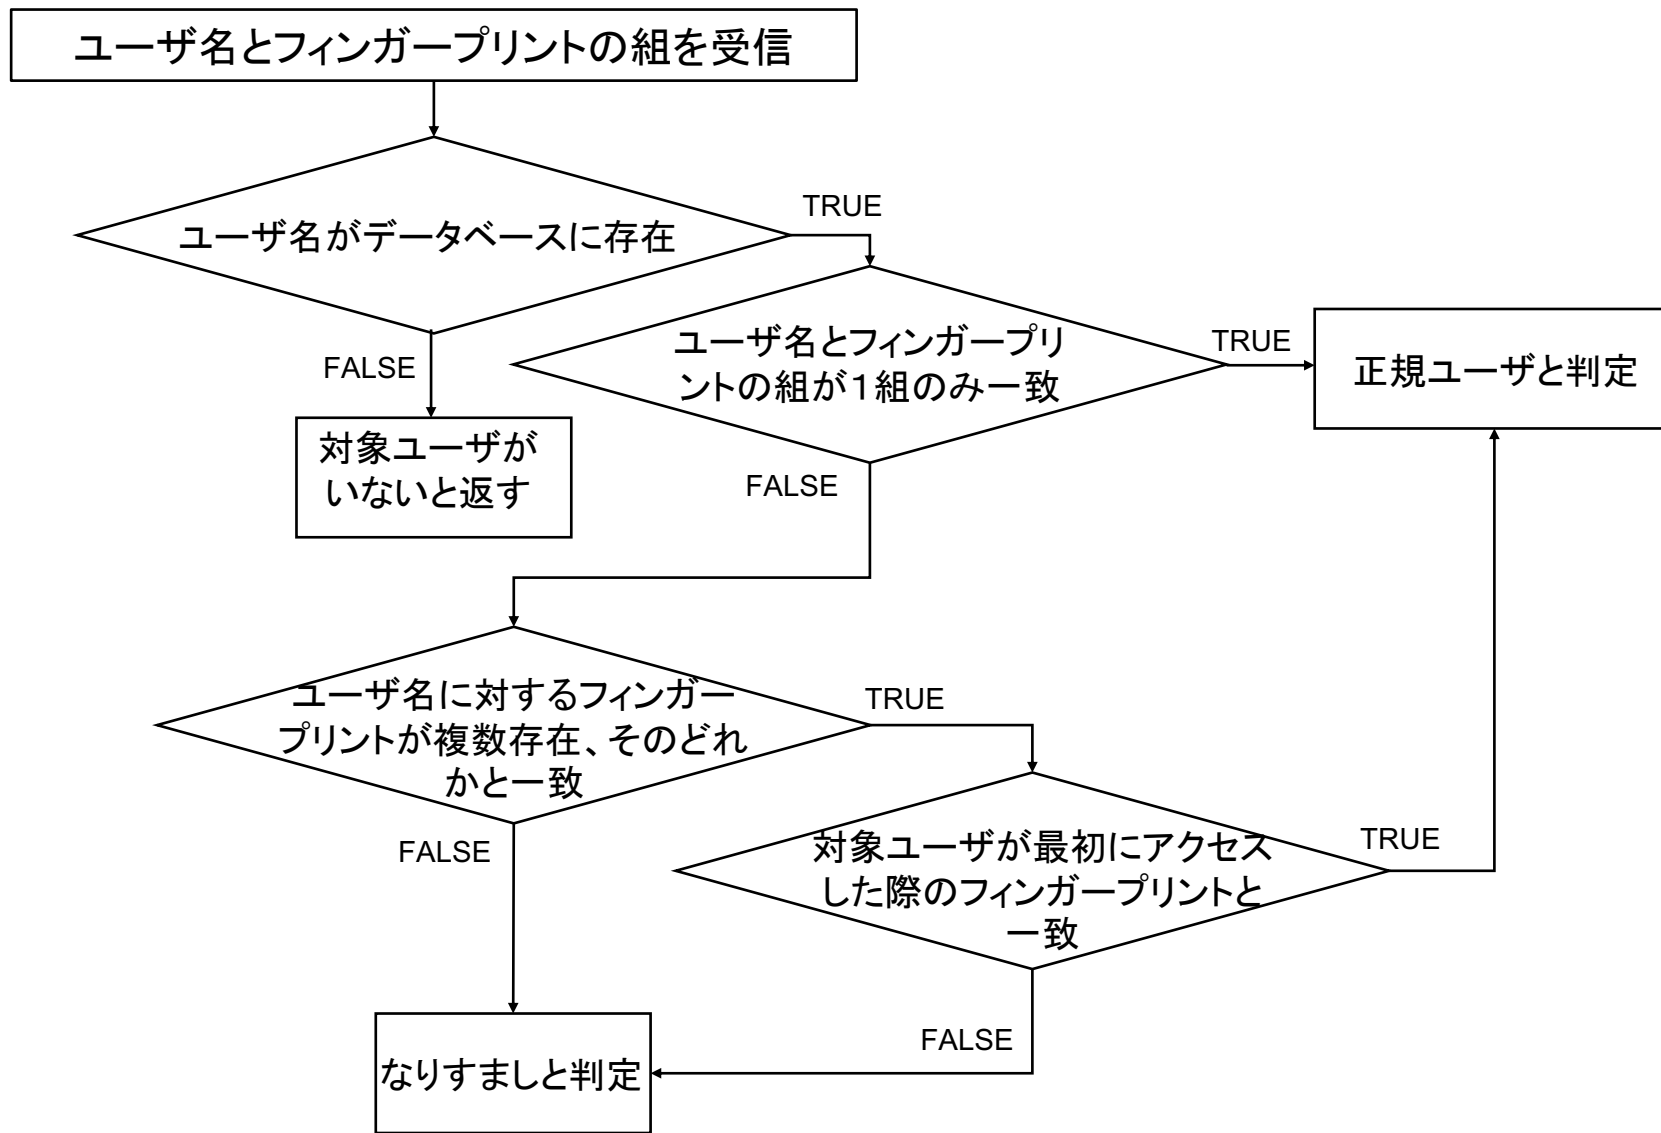 ユーザ名とフィンガープリントの組を受信
TRUE
ユーザ名がデータベースに存在
FALSE
対象ユーザが
いないと返す
ユーザ名とフィンガープリ
ントの組が１組のみ一致
TRUE
正規ユーザと判定
FALSE
ユーザ名に対するフィンガー
プリントが複数存在、そのどれ
かと一致
TRUE
FALSE
対象ユーザが最初にアクセス
した際のフィンガープリントと
一致
TRUE
FALSE
なりすましと判定